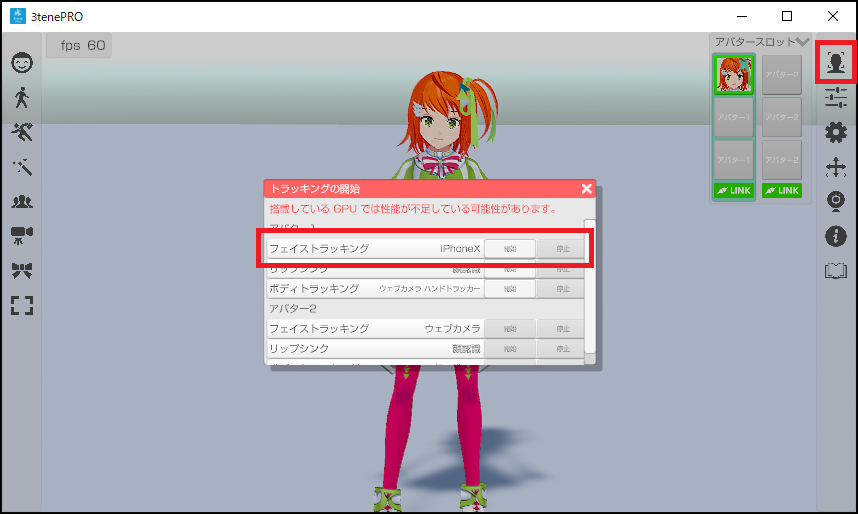 3tenePRO
fps 60
アバタースロット
アバター2
アバター1
アバター2
アバター1
アバター2
LINK
LINK
トラッキングの開始
搭載している GPU では性能が不足している可能性があります。
アバター1
フェイストラッキング iPhoneX 開始 停止
リップシンク 顔認識 開始 停止
ボディトラッキング ウェブカメラ ハンドトラッカー 開始 停止
アバター2
フェイストラッキング ウェブカメラ 開始 停止
リップシンク 顔認識 開始 停止